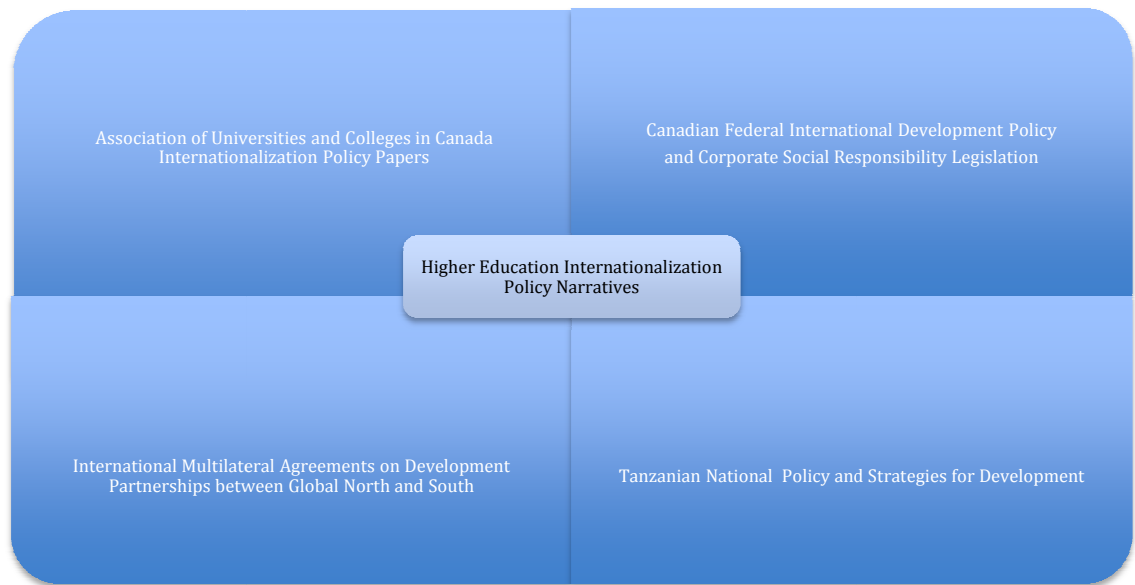 Association of Universities and Colleges in Canada
Internationalization Policy Papers
Canadian Federal International Development Policy
and Corporate Social Responsibility Legislation
Higher Education Internationalization
Policy Narratives
International Multilateral Agreements on Development
Partnerships between Global North and South
Tanzanian National  Policy and Strategies for Development